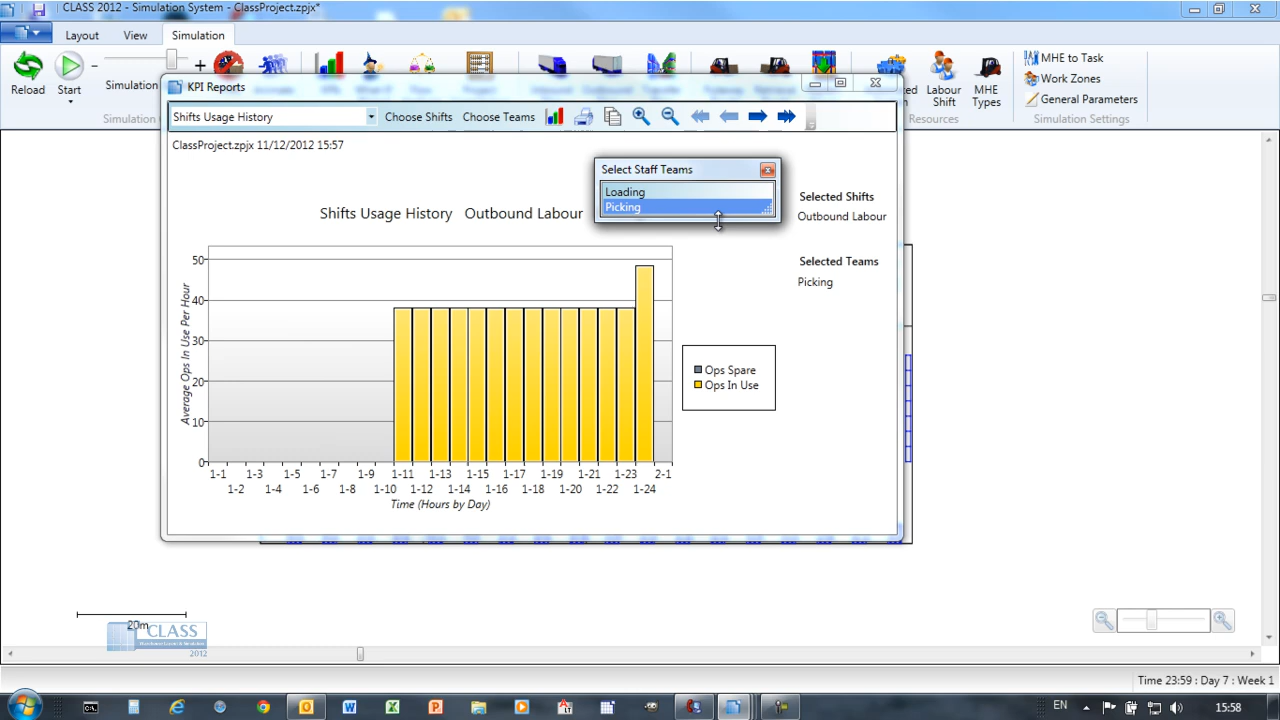 CLASS 2012 - Simulation System - ClassProject.zpjx*
Layout View Simulation
Reload
Start
Simulation
Labour Shift
MHE Types
Resources
MHE to Task
Work Zones
General Parameters
Simulation Settings
KPI Reports
Shifts Usage History
Choose Shifts Choose Teams
ClassProject.zpjx 11/12/2012 15:57
Select Staff Teams
Loading
Picking
Shifts Usage History Outbound Labour
Selected Shifts
Outbound Labour
Selected Teams
Picking
Average Ops In Use Per Hour
50
40
30
20
10
0
Ops Spare
Ops In Use
1-1 1-3 1-5 1-7 1-9 1-11 1-13 1-15 1-17 1-19 1-21 1-23 2-1
1-2 1-4 1-6 1-8 1-10 1-12 1-14 1-16 1-18 1-20 1-22 1-24
Time (Hours by Day)
20m
CLASS
2012
Time 23:59 : Day 7 : Week 1
EN 15:58